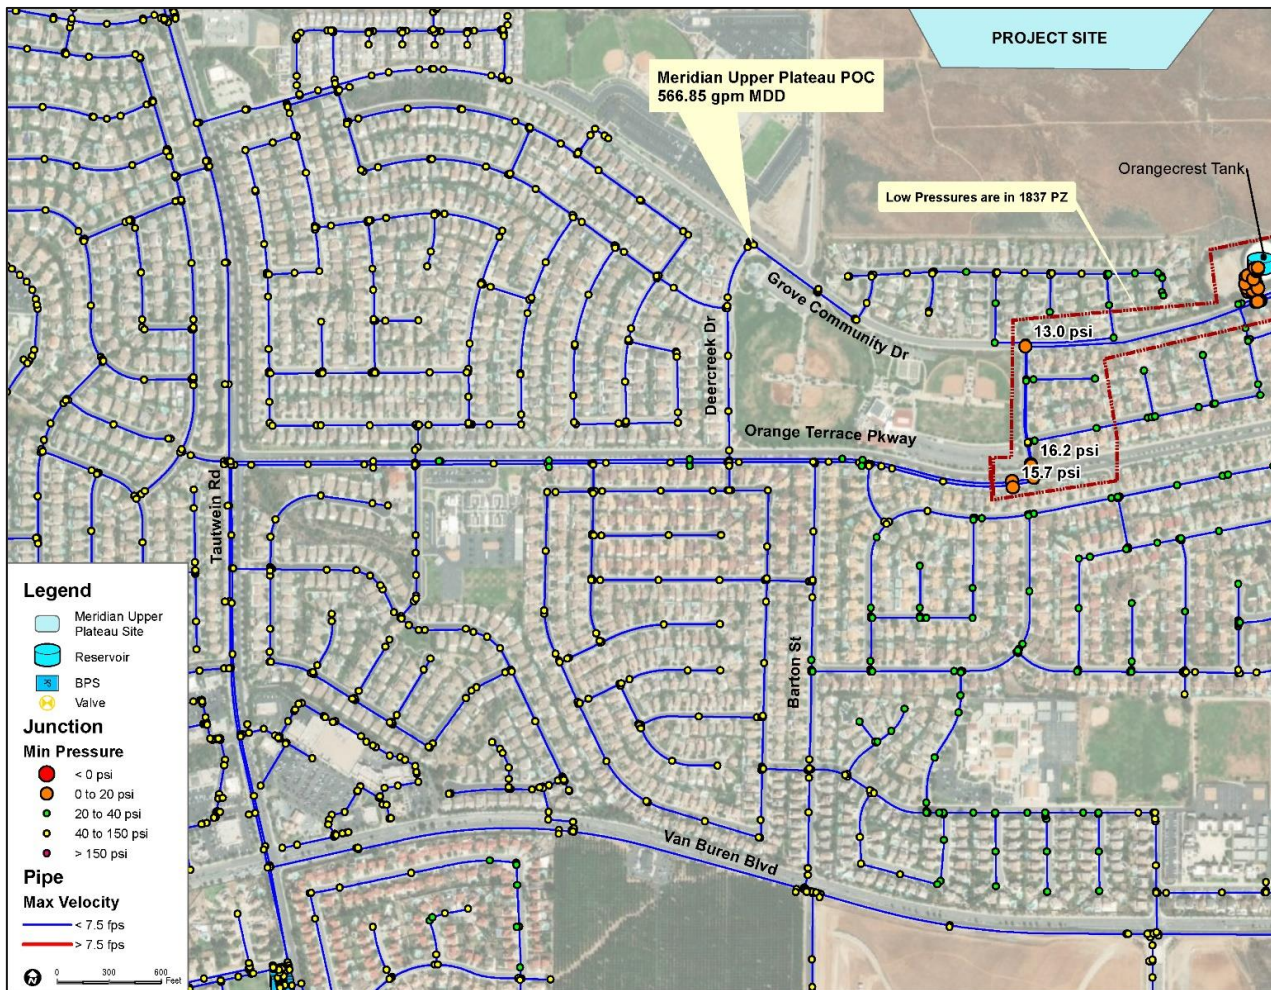 PROJECT SITE
Meridian Upper Plateau POC
566.85 gpm MDD
Orangecrest Tank
Low Pressures are in 1837 PZ
Grove Community Dr
13.0 psi
Deercreek Dr
Orange Terrace Pkway
16.2 psi
15.7 psi
Tautwein Rd
Barton St
Van Buren Blvd
Legend
Meridian Upper
Plateau Site
Reservoir
BPS
Valve
Junction
Min Pressure
< 0 psi
0 to 20 psi
20 to 40 psi
40 to 150 psi
> 150 psi
Pipe
Max Velocity
< 7.5 fps
> 7.5 fps
N
0 300 600
Feet